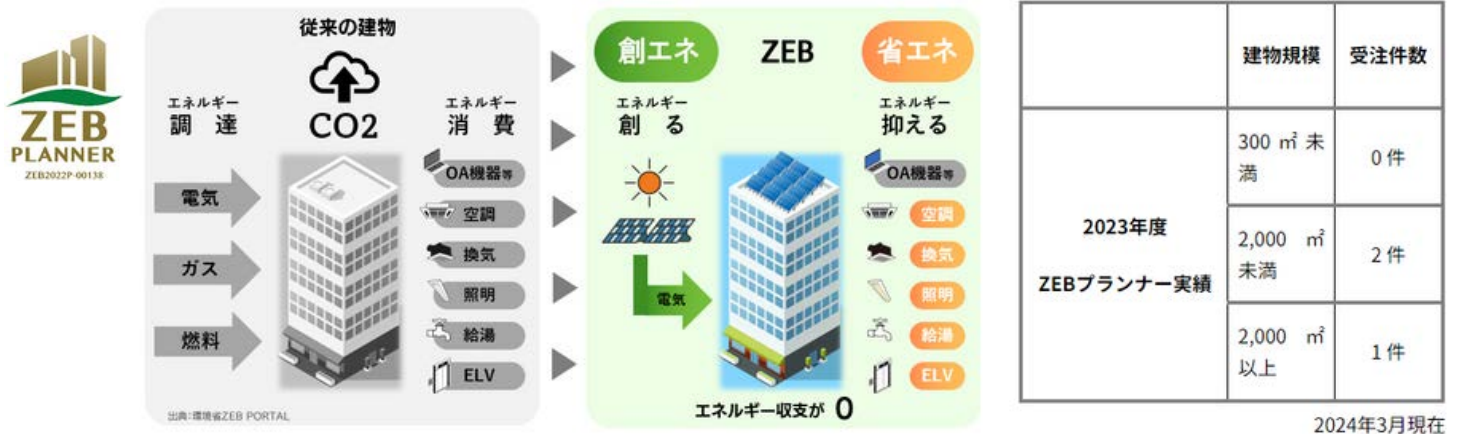 ZEB
PLANNER
ZEB2022P-00138
従来の建物
CO2
エネルギー
調 達
電気
ガス
燃料
エネルギー
消 費
OA機器等
空調
換気
照明
給湯
ELV
出典:環境省ZEB PORTAL
創エネ
ZEB
省エネ
エネルギー
創 る
電気
エネルギー
抑える
OA機器等
空調
換気
照明
給湯
ELV
エネルギー収支が 0
建物規模
受注件数
2023年度
ZEBプランナー実績
300 ㎡ 未
満
0 件
2,000 ㎡
未満
2 件
2,000 ㎡
以上
1 件
2024年3月現在